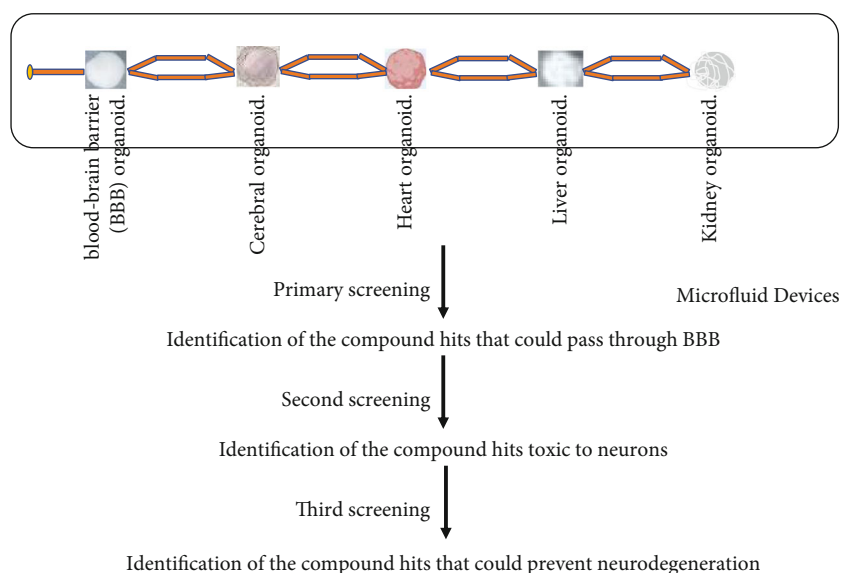 blood-brain barrier
(BBB) organoid.
Cerebral organoid.
Heart organoid.
Liver organoid.
Kidney organoid.
Primary screening
Microfluid Devices
Identification of the compound hits that could pass through BBB
Second screening
Identification of the compound hits toxic to neurons
Third screening
Identification of the compound hits that could prevent neurodegeneration